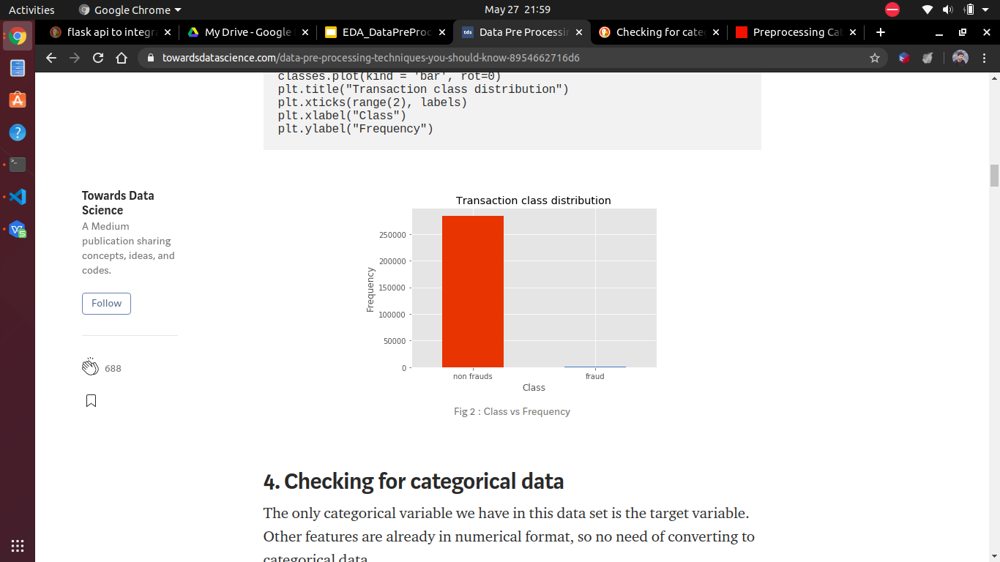 Activities
Google Chrome
May 27 21:59
flask api to integra
My Drive - Google
EDA_DataPrePro
Data Pre Processin
Checking for cate
Preprocessing Cat
towardsdatascience.com/data-pre-processing-techniques-you-should-know-8954662716d6
classes.plot(kind = 'bar', rot=0)
plt.title("Transaction class distribution")
plt.xticks(range(2), labels)
plt.xlabel("Class")
plt.ylabel("Frequency")
Towards Data
Science
A Medium
publication sharing
concepts, ideas, and
codes.
Follow
688
Transaction class distribution
Frequency
250000
200000
150000
100000
50000
0
non frauds
fraud
Class
Fig 2 : Class vs Frequency
4. Checking for categorical data
The only categorical variable we have in this data set is the target variable.
Other features are already in numerical format, so no need of converting to
categorical data